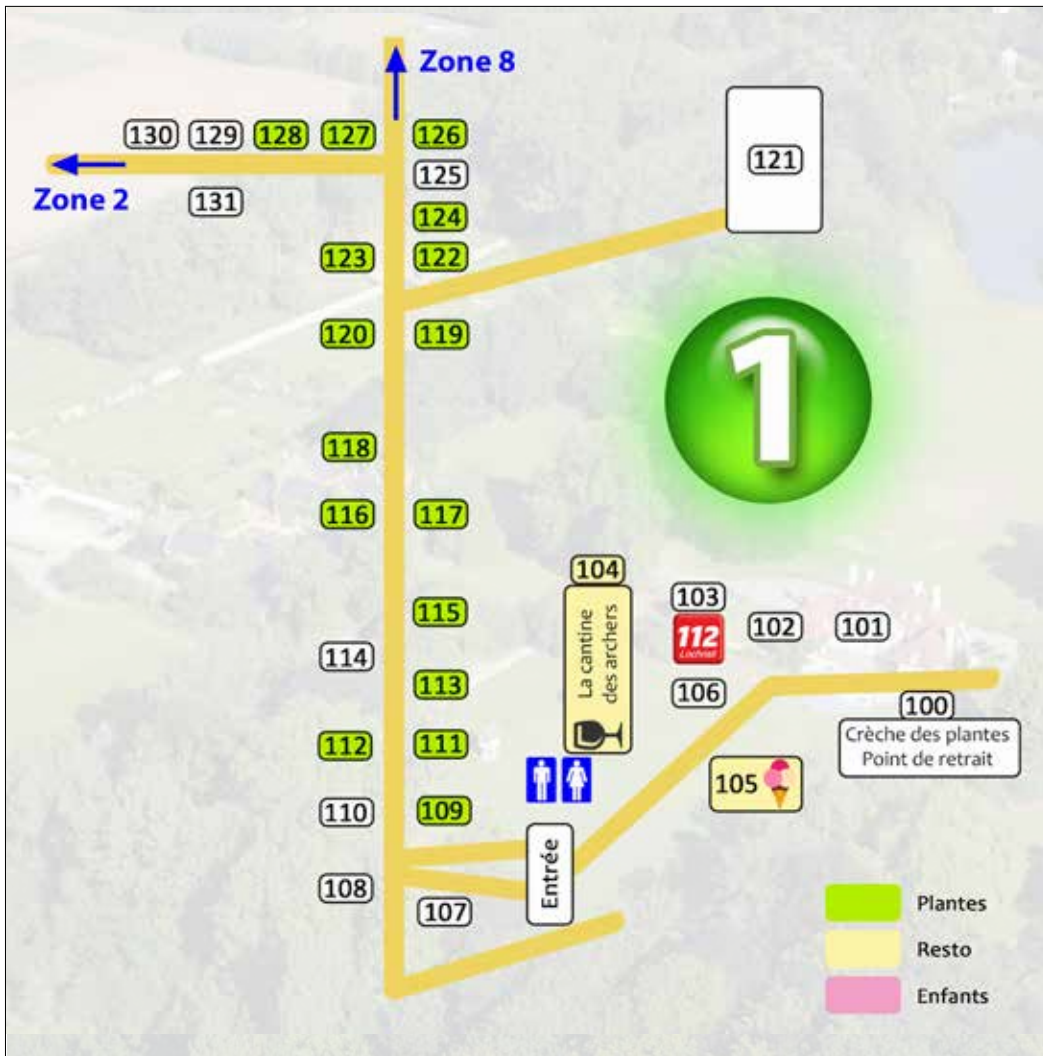 Zone 8
130 129 128 127 126
125
121
Zone 2
131
124
123 122
120 119
1
118
116 117
104
La cantine
des archers
103
112
Lochrist
102 101
115
114
113
106
100
Crèche des plantes
Point de retrait
112 111
105
110 109
Entrée
108
107
Plantes
Resto
Enfants